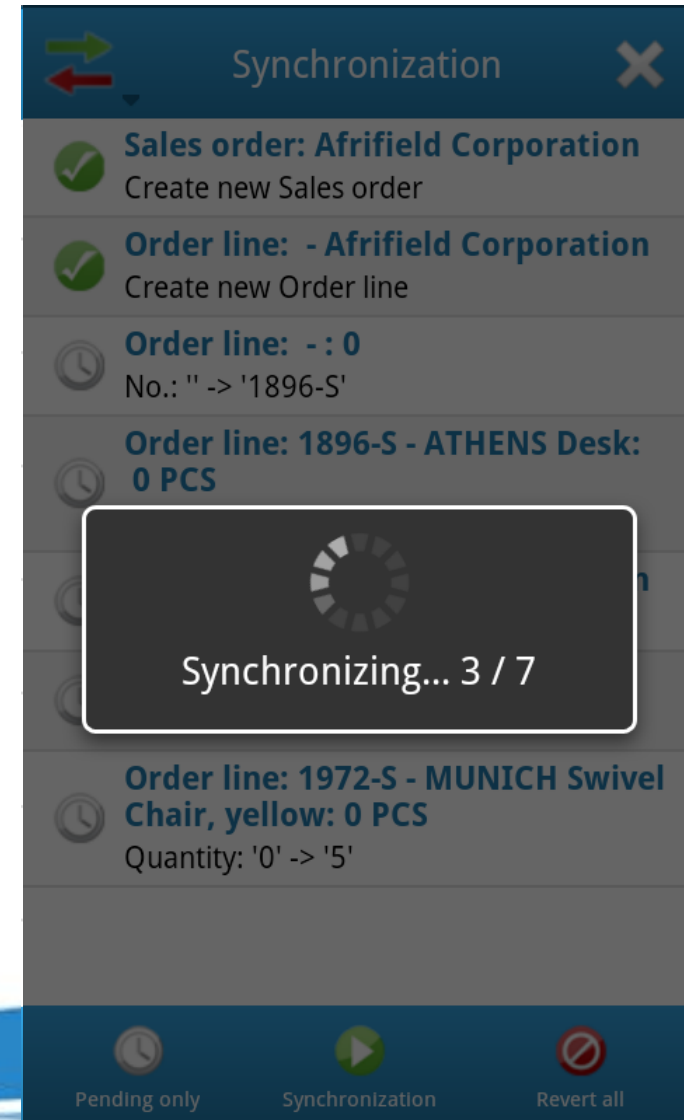 Synchronization
Sales order: Afrifield Corporation
Create new Sales order
Order line:  - Afrifield Corporation
Create new Order line
Order line:  - : 0
No.: '' -> '1896-S'
Order line: 1896-S - ATHENS Desk:
0 PCS
Synchronizing... 3 / 7
Order line: 1972-S - MUNICH Swivel
Chair, yellow: 0 PCS
Quantity: '0' -> '5'
Pending only
Synchronization
Revert all